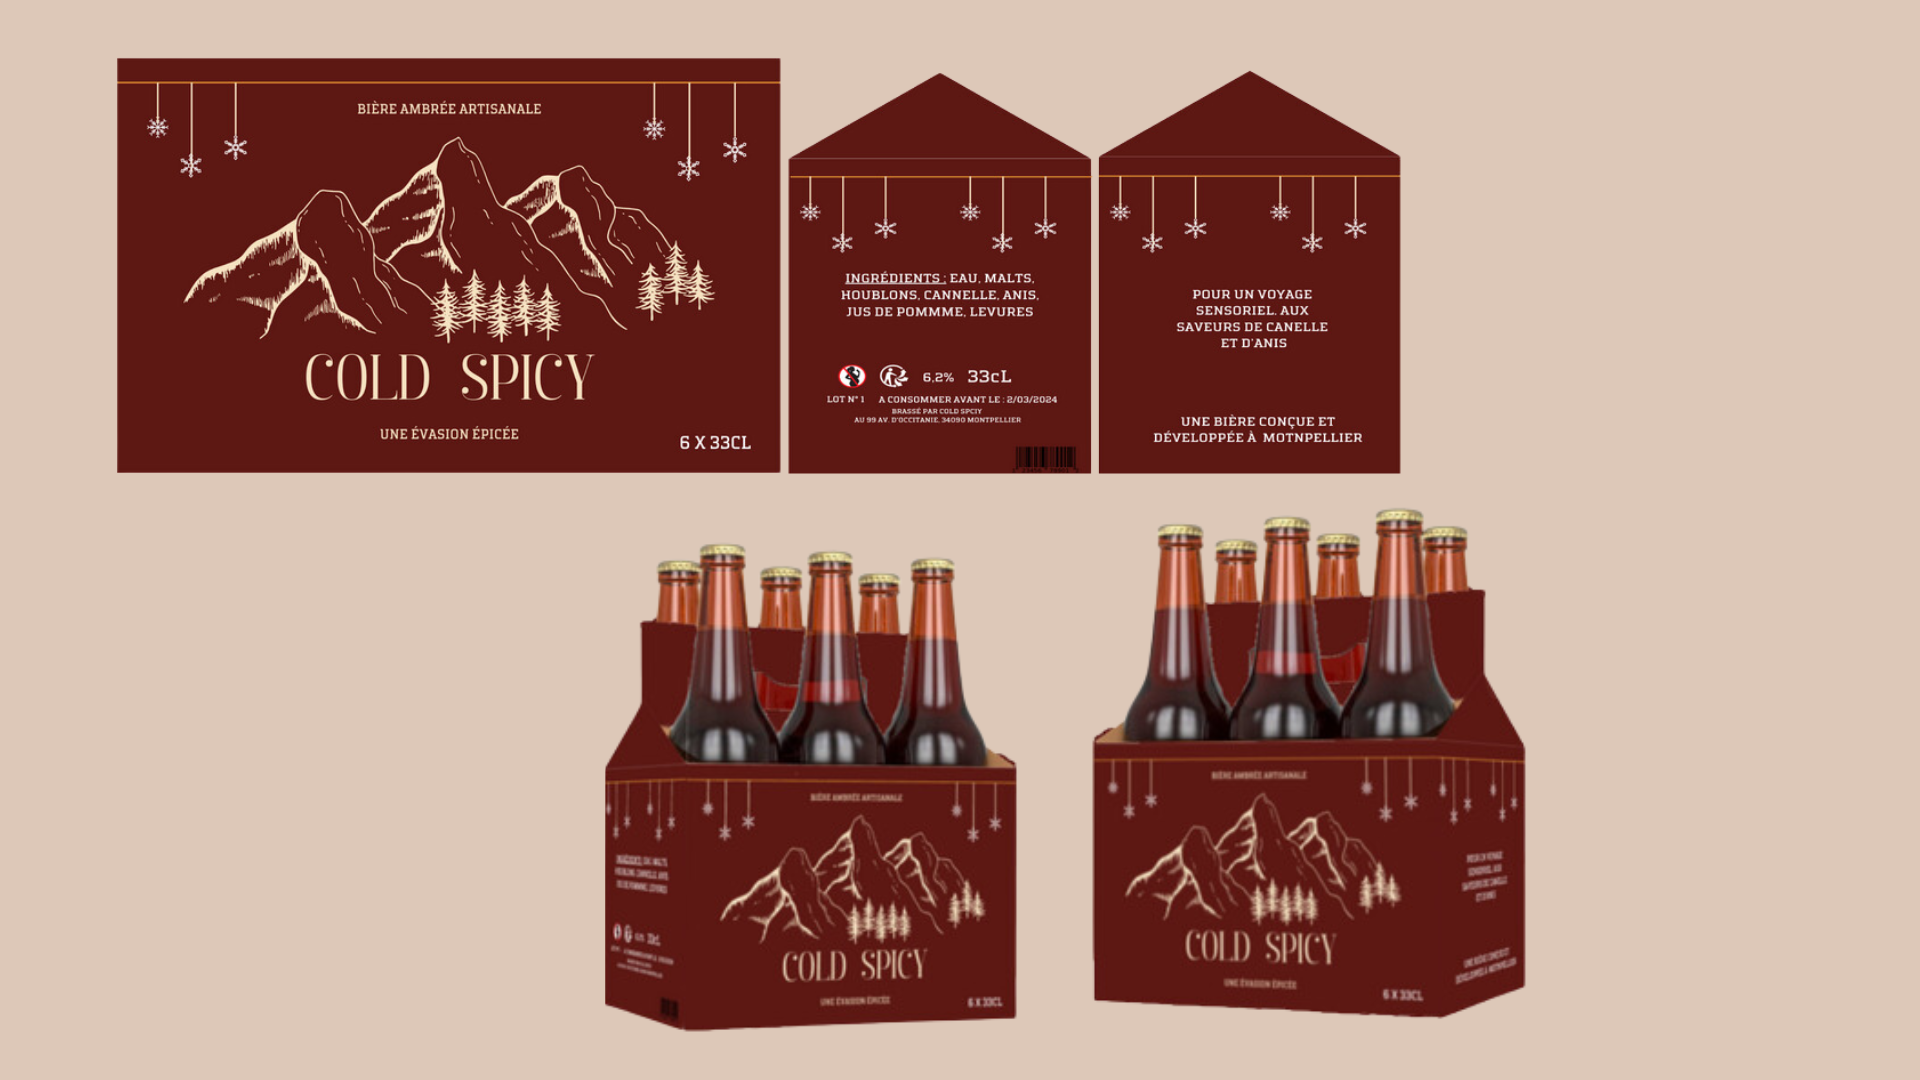 BIÈRE AMBRÉE ARTISANALE
COLD SPICY
UNE ÉVASION ÉPICÉE
6 X 33CL
INGRÉDIENTS : EAU, MALTS,
HOUBLONS, CANNELLE, ANIS,
JUS DE POMMME, LEVURES
6,2% 33cL
LOT N° 1 A CONSOMMER AVANT LE : 2/03/2024
BRASSÉ PAR COLD SPCIY
AU 99 AV. D'OCCITANIE, 34090 MONTPELLIER
POUR UN VOYAGE
SENSORIEL. AUX
SAVEURS DE CANELLE
ET D'ANIS
UNE BIÈRE CONÇUE ET
DÉVELOPPÉE À MOTNPELLIER
BIÈRE AMBRÉE ARTISANALE
COLD SPICY
UNE ÉVASION ÉPICÉE
6 X 33CL
BIÈRE AMBRÉE ARTISANALE
COLD SPICY
UNE ÉVASION ÉPICÉE
6 X 33CL